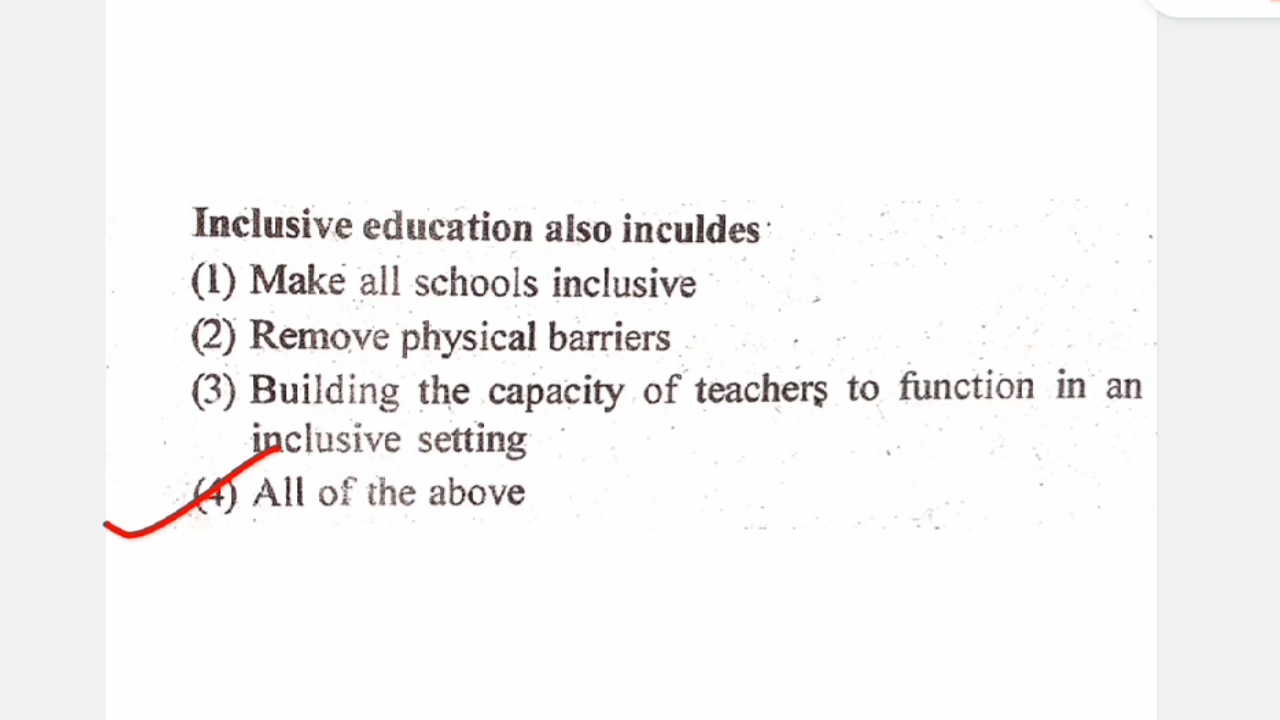 Inclusive education also inculdes
(1) Make all schools inclusive
(2) Remove physical barriers
(3) Building the capacity of teachers to function in an
inclusive setting
(4) All of the above